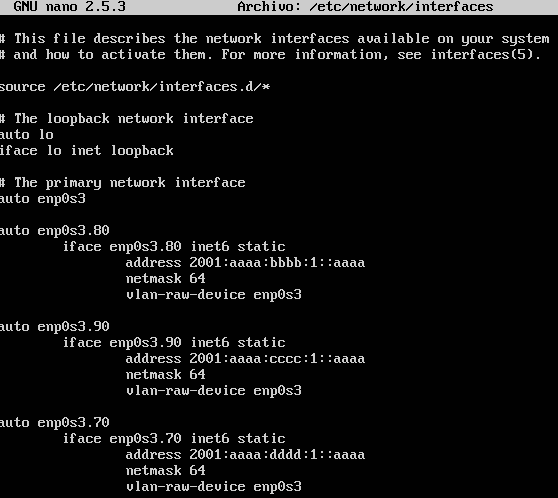 GNU nano 2.5.3 Archivo: /etc/network/interfaces
# This file describes the network interfaces available on your system
# and how to activate them. For more information, see interfaces(5).
source /etc/network/interfaces.d/*
# The loopback network interface
auto lo
iface lo inet loopback
# The primary network interface
auto enp0s3
auto enp0s3.80
iface enp0s3.80 inet6 static
address 2001:aaaa:bbbb:1::aaaa
netmask 64
vlan-raw-device enp0s3
auto enp0s3.90
iface enp0s3.90 inet6 static
address 2001:aaaa:cccc:1::aaaa
netmask 64
vlan-raw-device enp0s3
auto enp0s3.70
iface enp0s3.70 inet6 static
address 2001:aaaa:dddd:1::aaaa
netmask 64
vlan-raw-device enp0s3